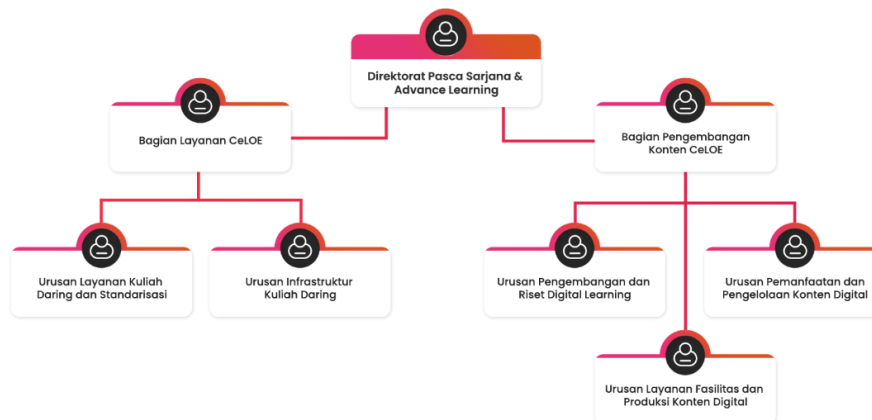 Direktorat Pasca Sarjana &
Advance Learning
Bagian Layanan CeLOE
Bagian Pengembangan
Konten CeLOE
Urusan Layanan Kuliah
Daring dan Standarisasi
Urusan Infrastruktur
Kuliah Daring
Urusan Pengembangan dan
Riset Digital Learning
Urusan Pemanfaatan dan
Pengelolaan Konten Digital
Urusan Layanan Fasilitas dan
Produksi Konten Digital